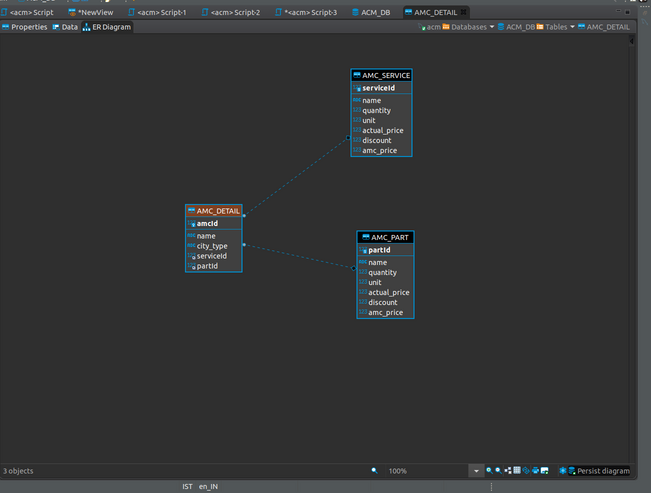 <acm> Script *NewView <acm> Script-1 <acm> Script-2 *<acm> Script-3 ACM_DB AMC_DETAIL
Properties Data ER Diagram acm Databases ACM_DB Tables AMC_DETAIL
AMC_SERVICE
serviceId
name
quantity
unit
actual_price
discount
amc_price
AMC_DETAIL
amcId
name
city_type
serviceId
partId
AMC_PART
partId
name
quantity
unit
actual_price
discount
amc_price
3 objects 100% Persist diagram
IST en_IN